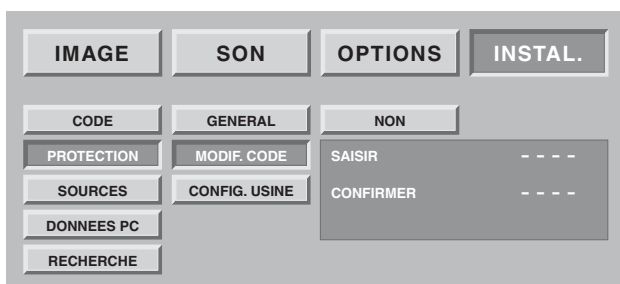 IMAGE SON OPTIONS INSTAL.
CODE GENERAL NON
PROTECTION MODIF. CODE SAISIR - - - -
SOURCES CONFIG. USINE CONFIRMER - - - -
DONNEES PC
RECHERCHE